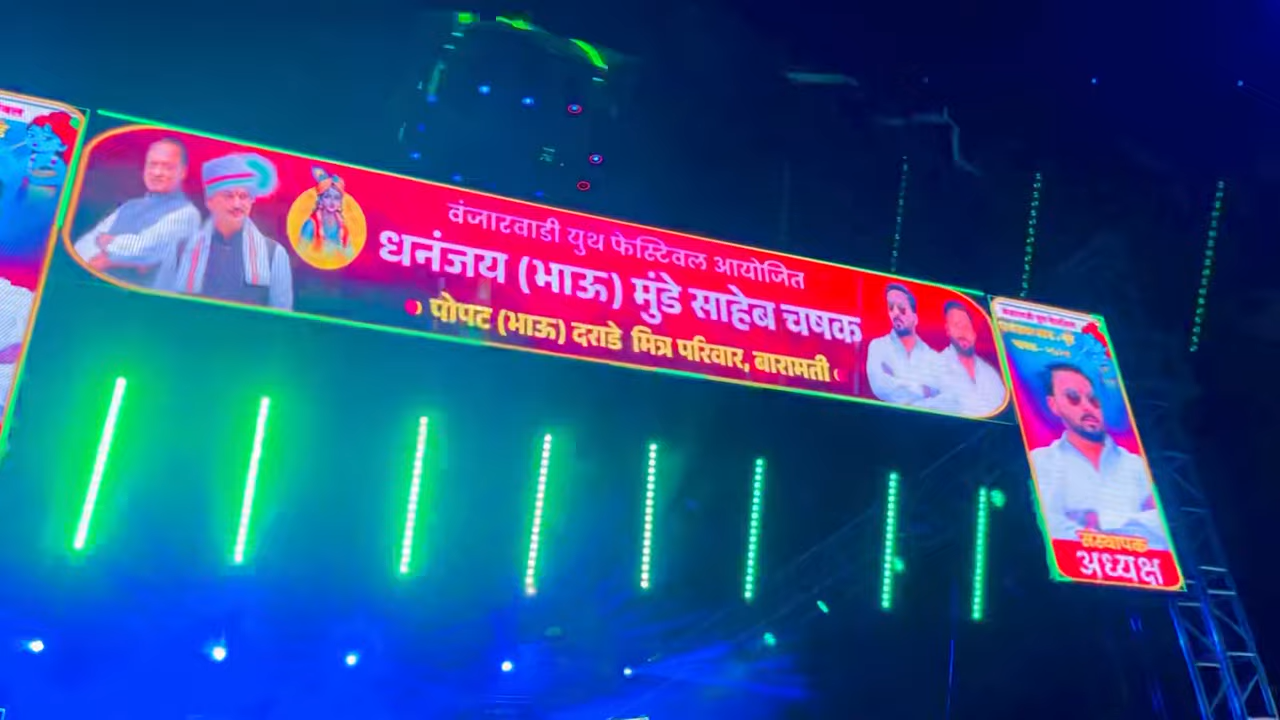 वंजारवाडी युथ फेस्टिवल आयोजित
धनंजय (भाऊ) मुंडे साहेब चषक
पोपट (भाऊ) दराडे मित्र परिवार, बारामती
संस्थापक
अध्यक्ष